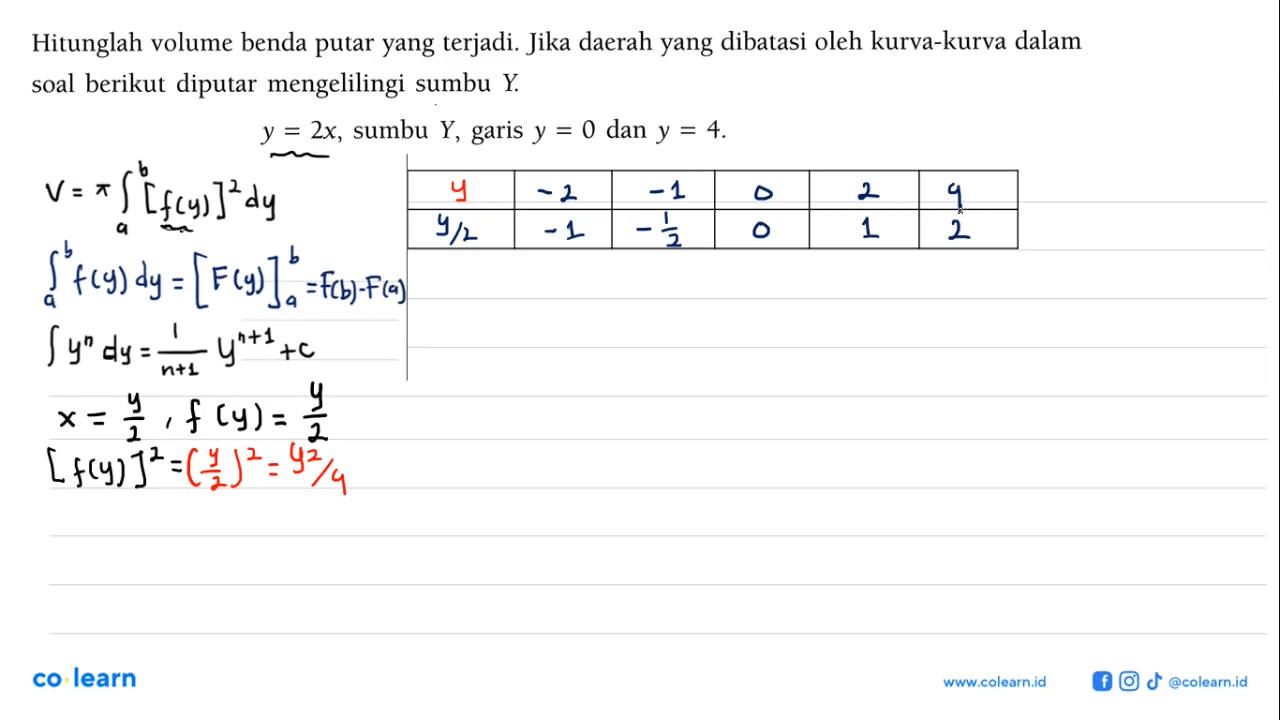 Hitunglah volume benda putar yang terjadi. Jika daerah yang dibatasi oleh kurva-kurva dalam
soal berikut diputar mengelilingi sumbu Y.
y = 2x, sumbu Y, garis y = 0 dan y = 4.
V = π ∫_a^b [f(y)]² dy
∫_a^b f(y) dy = [F(y)]_a^b = F(b)-F(a)
∫ yⁿ dy = 1/(n+1) y^(n+1) + c
x = y/2, f(y) = y/2
[f(y)]² = (y/2)² = y²/4
y -2 -1 0 2 4
y/2 -1 -1/2 0 1 2
co·learn
www.colearn.id @colearn.id